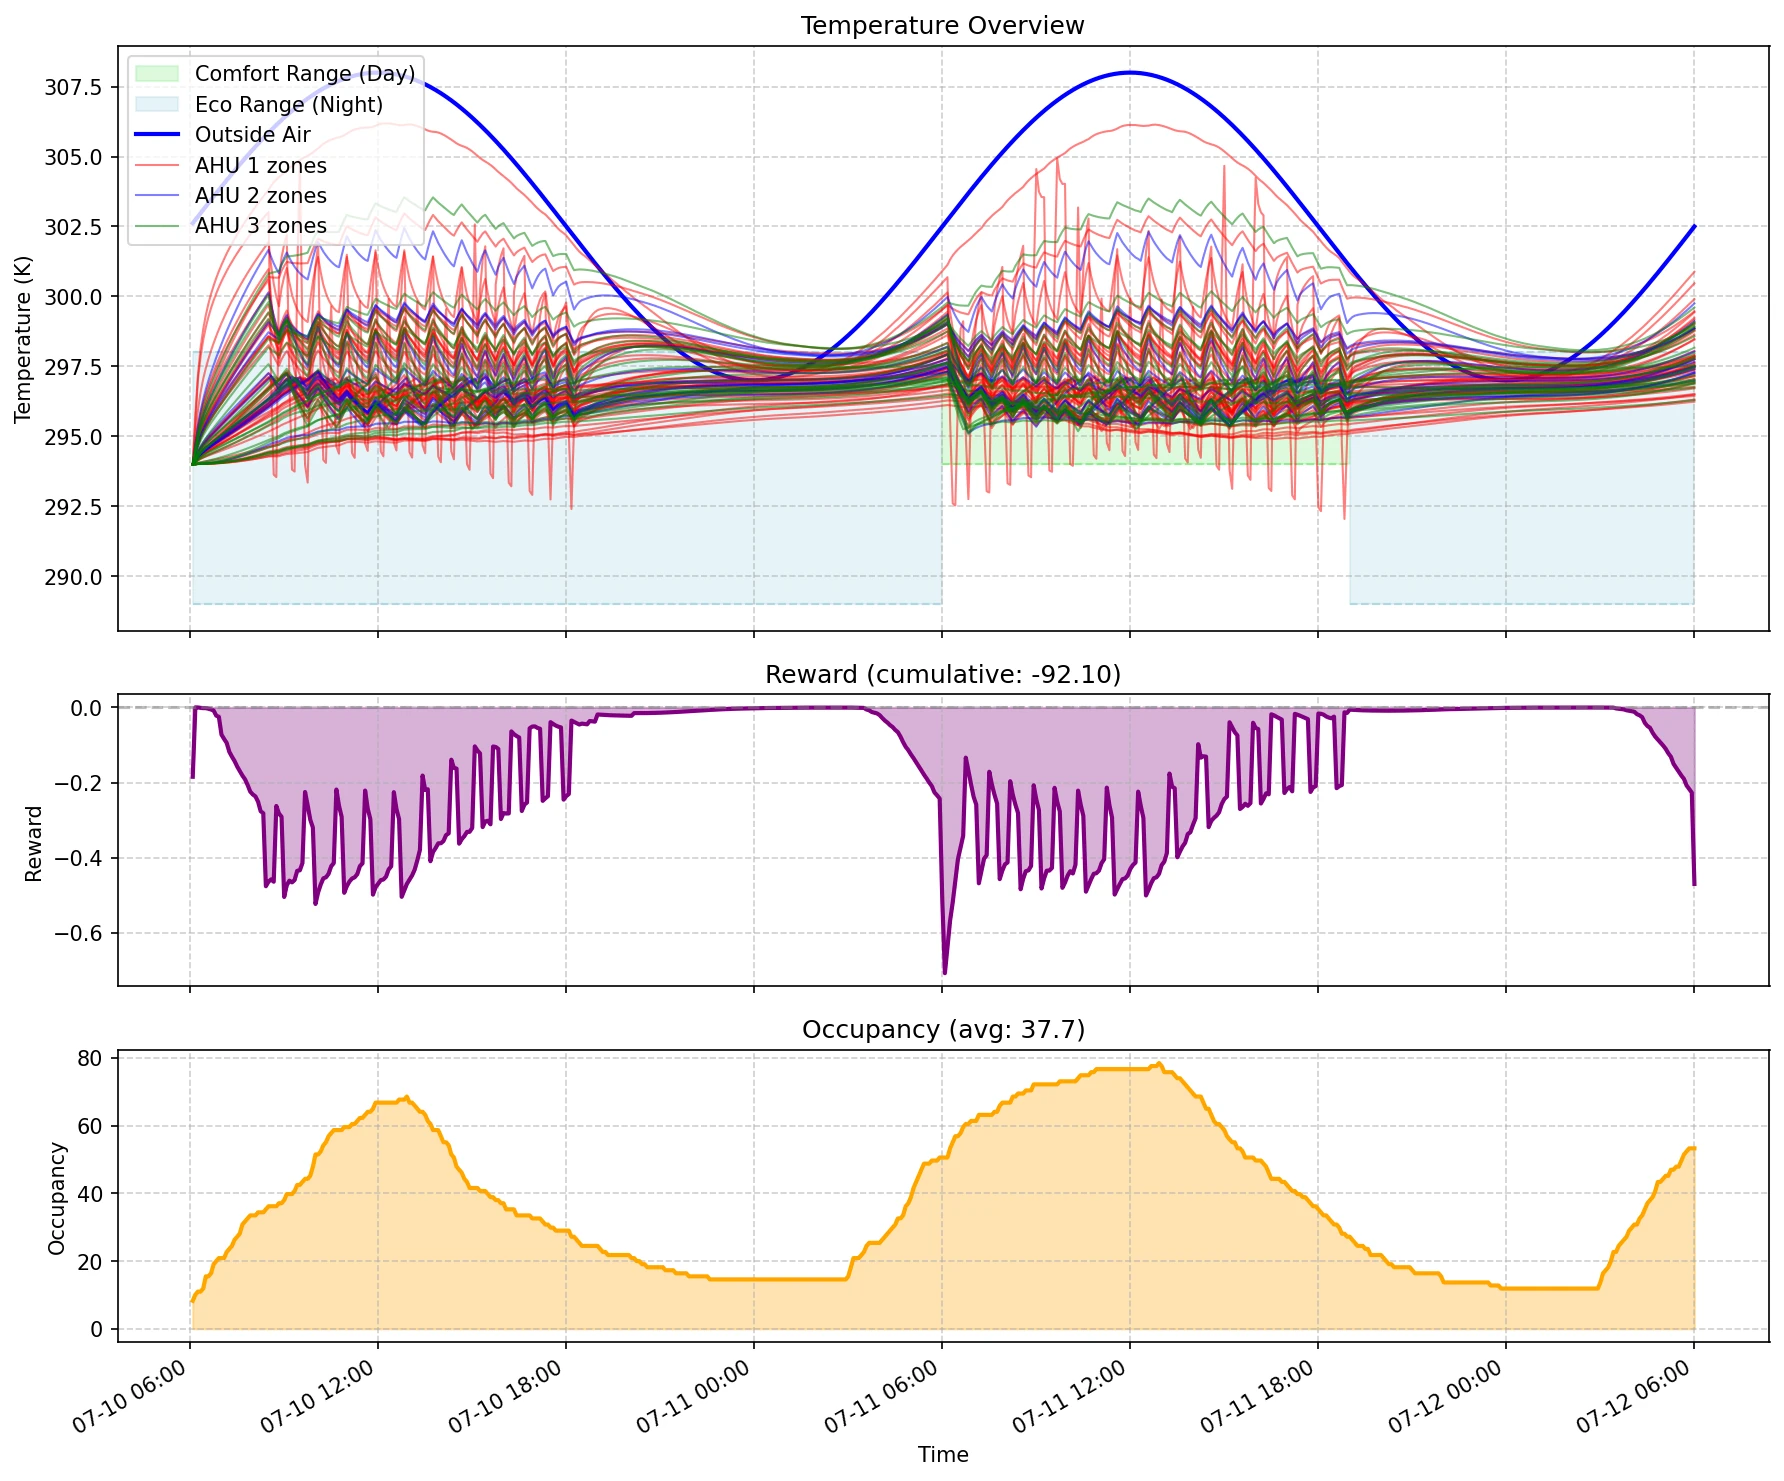 Temperature Overview
Temperature (K)
307.5
305.0
302.5
300.0
297.5
295.0
292.5
290.0
Comfort Range (Day)
Eco Range (Night)
Outside Air
AHU 1 zones
AHU 2 zones
AHU 3 zones
Reward (cumulative: -92.10)
Reward
0.0
−0.2
−0.4
−0.6
Occupancy (avg: 37.7)
Occupancy
80
60
40
20
0
07-10 06:00
07-10 12:00
07-10 18:00
07-11 00:00
07-11 06:00
07-11 12:00
07-11 18:00
07-12 00:00
07-12 06:00
Time